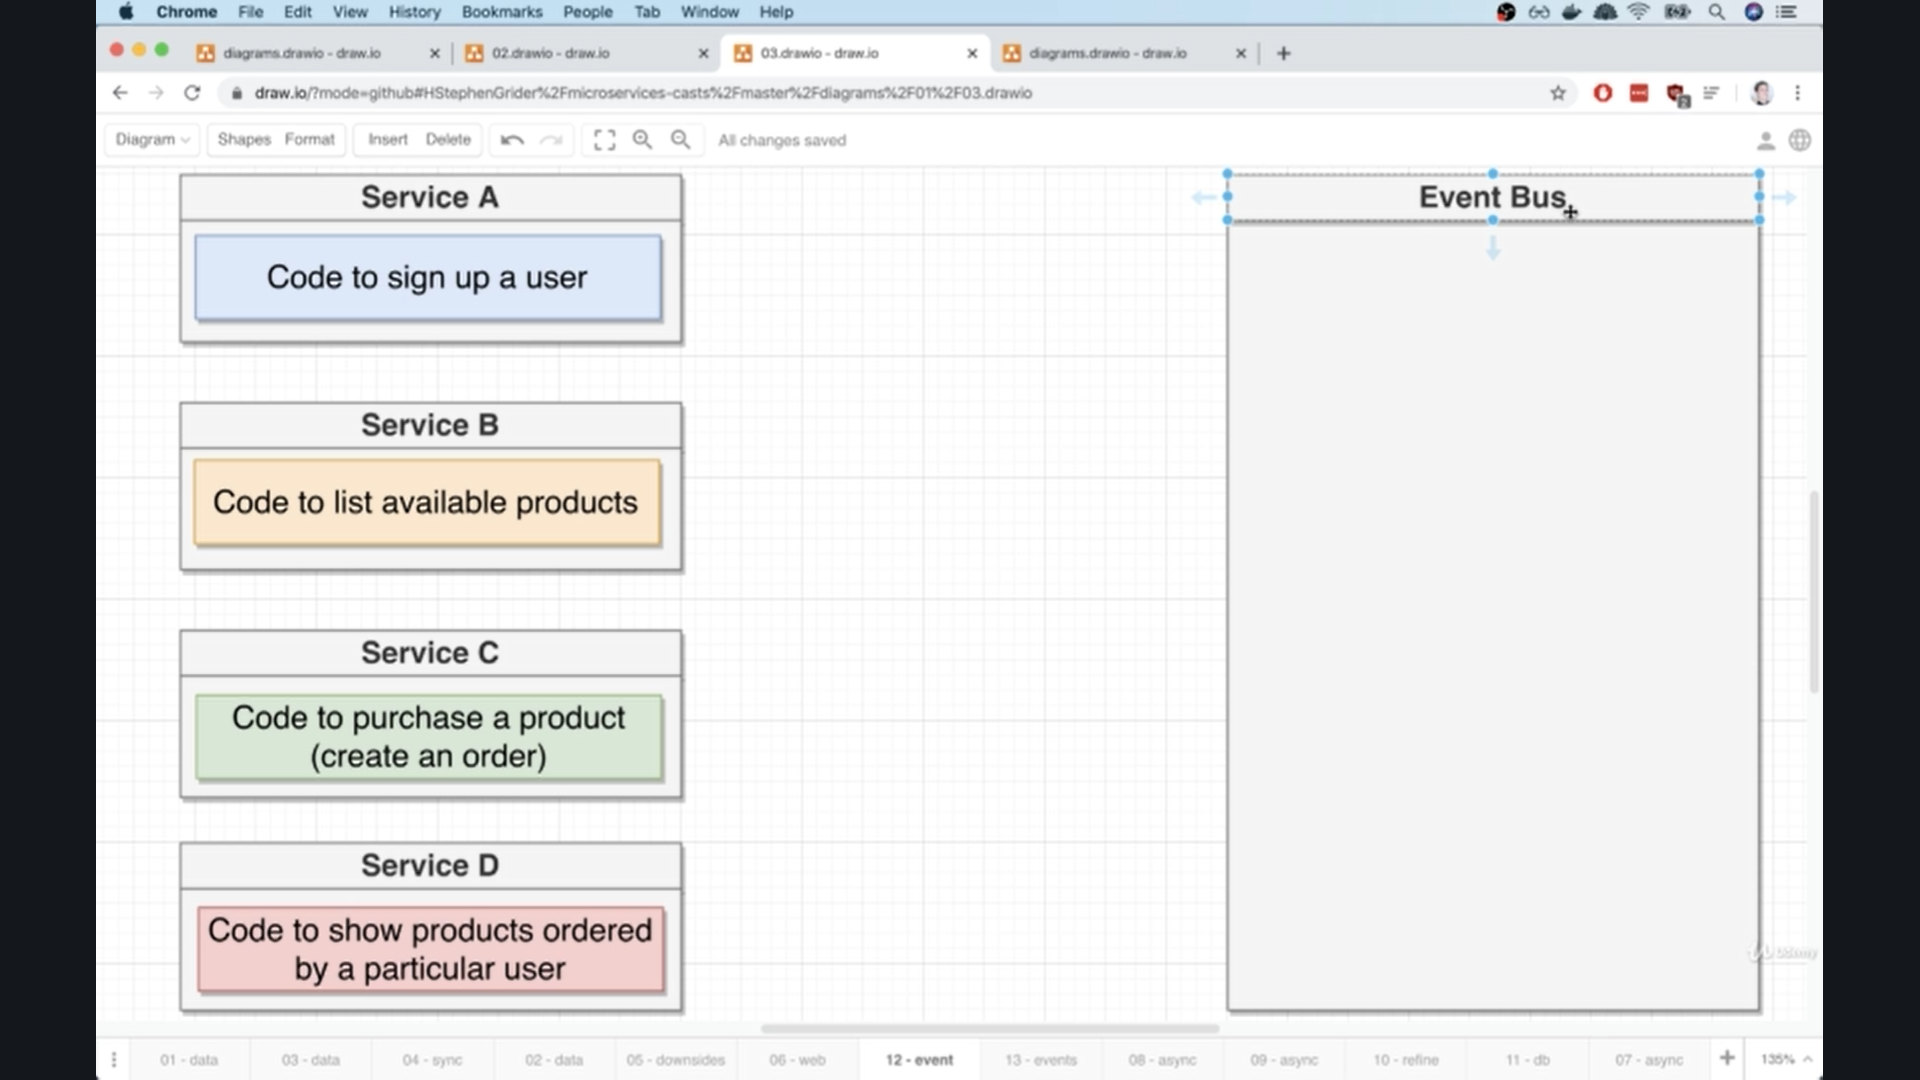 Chrome File Edit View History Bookmarks People Tab Window Help
diagrams.drawio - draw.io
02.drawio - draw.io
03.drawio - draw.io
diagrams.drawio - draw.io
draw.io/?mode=github#HStephenGrider%2Fmicroservices-casts%2Fmaster%2Fdiagrams%2F01%2F03.drawio
2
Diagram Shapes Format Insert Delete All changes saved
Service A
Code to sign up a user
Service B
Code to list available products
Service C
Code to purchase a product
(create an order)
Service D
Code to show products ordered
by a particular user
Event Bus
Udemy
01 - data 03 - data 04 - sync 02 - data 05 - downsides 06 - web 12 - event 13 - events 08 - async 09 - async 10 - refine 11 - db 07 - async 135%